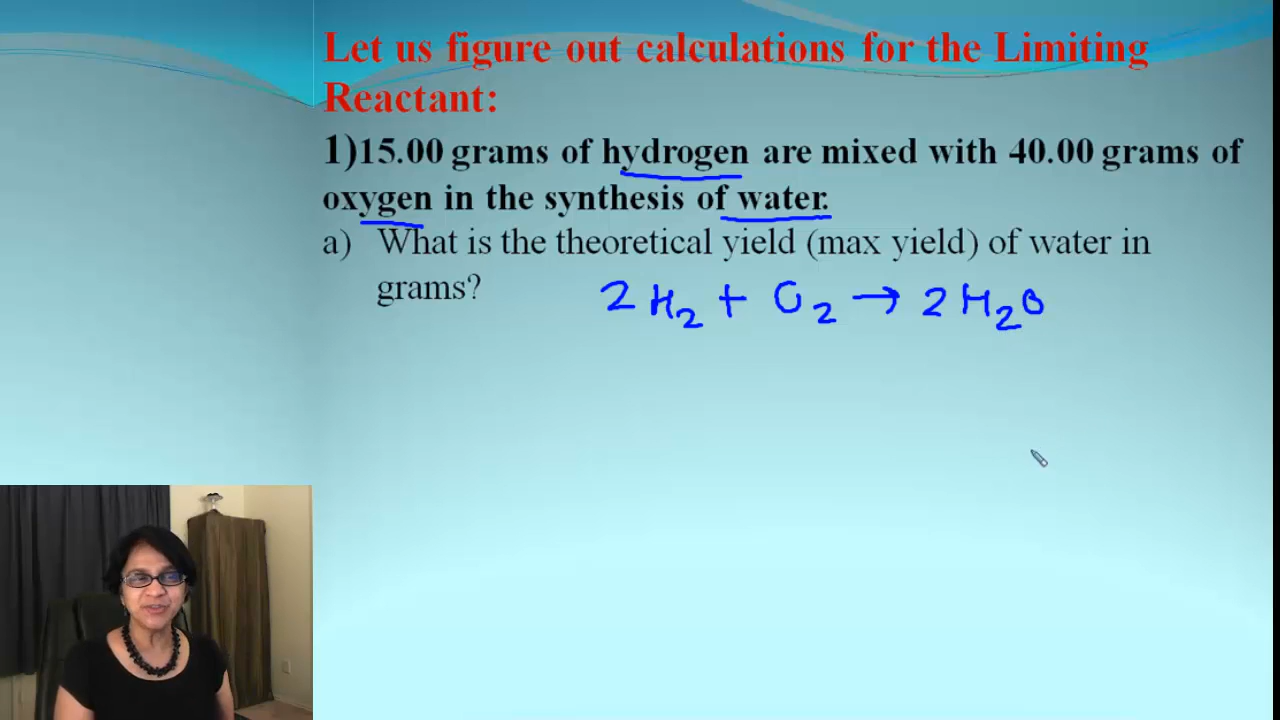 Let us figure out calculations for the Limiting
Reactant:
1)15.00 grams of hydrogen are mixed with 40.00 grams of
oxygen in the synthesis of water.
a) What is the theoretical yield (max yield) of water in
grams?
2 H₂ + O₂ → 2 H₂O